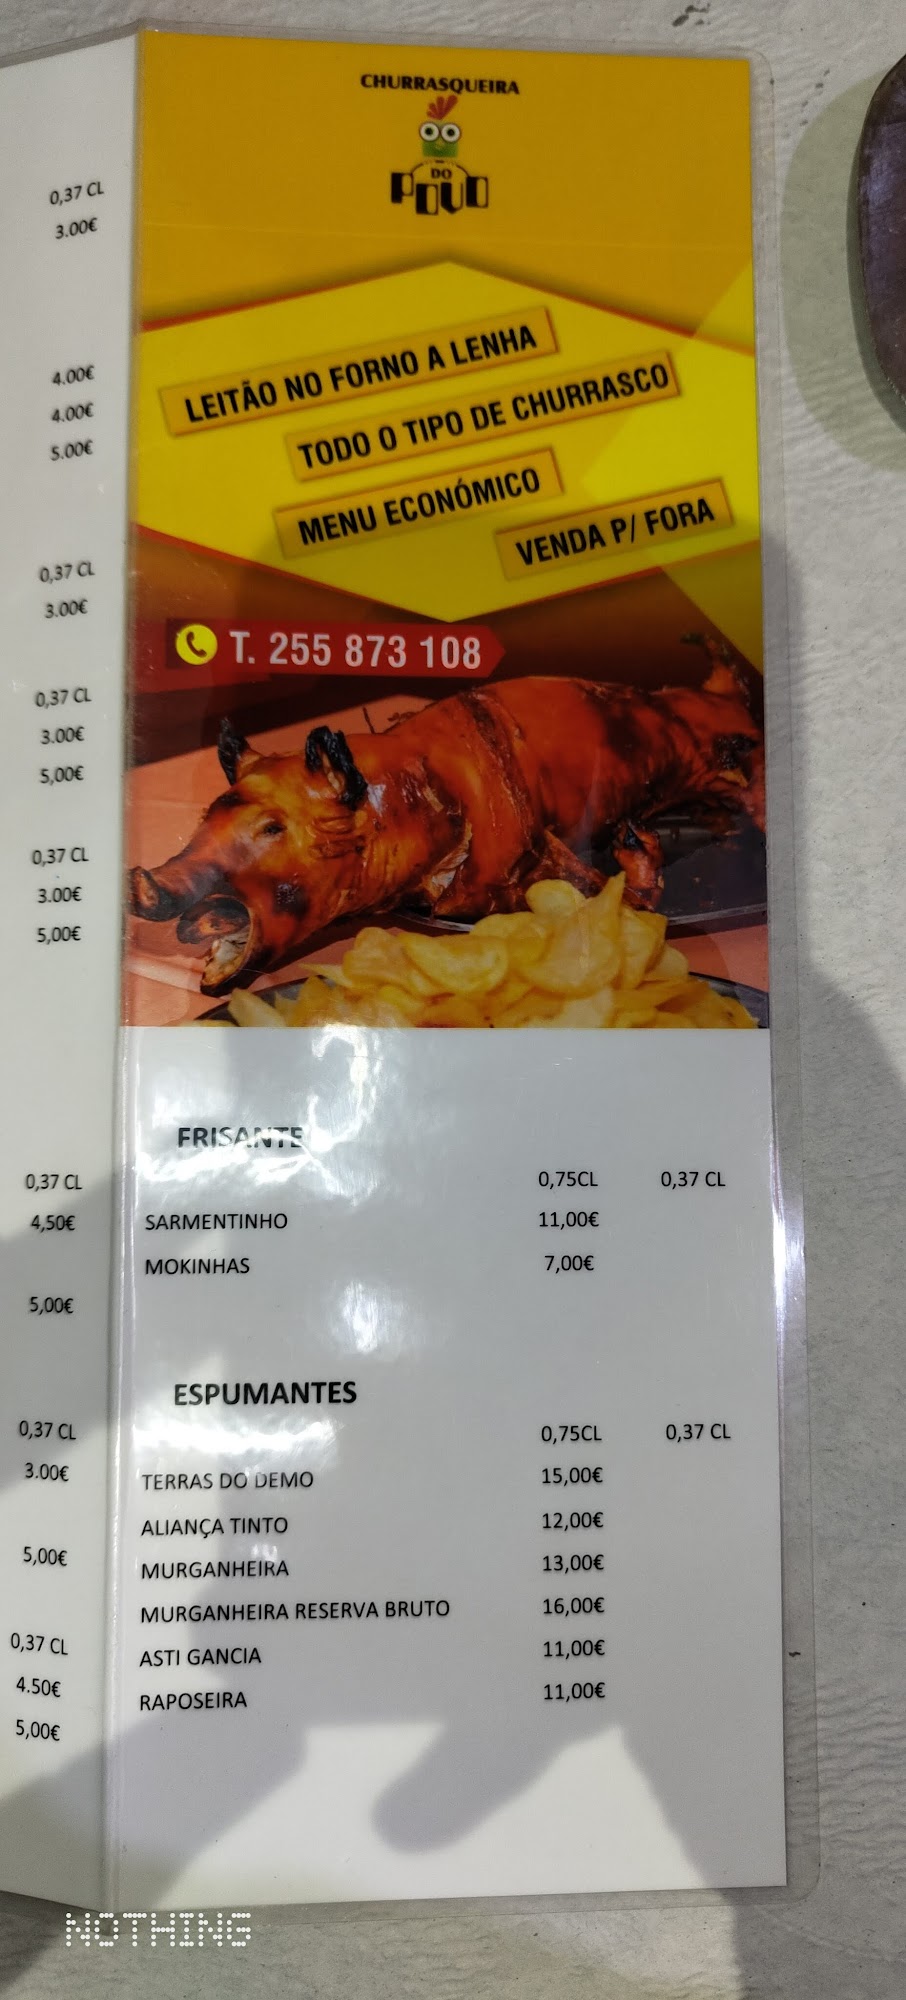 0,37 CL
3.00€
4.00€
4.00€
5.00€
0,37 CL
3.00€
0,37 CL
3.00€
5,00€
0,37 CL
3.00€
5,00€
0,37 CL
4,50€
5,00€
0,37 CL
3.00€
5,00€
0,37 CL
4.50€
5,00€
CHURRASQUEIRA
DO
POVO
LEITÃO NO FORNO A LENHA
TODO O TIPO DE CHURRASCO
MENU ECONÓMICO
VENDA P/ FORA
T. 255 873 108
FRISANTE
0,75CL 0,37 CL
SARMENTINHO 11,00€
MOKINHAS 7,00€
ESPUMANTES
0,75CL 0,37 CL
TERRAS DO DEMO 15,00€
ALIANÇA TINTO 12,00€
MURGANHEIRA 13,00€
MURGANHEIRA RESERVA BRUTO 16,00€
ASTI GANCIA 11,00€
RAPOSEIRA 11,00€
NOTHING